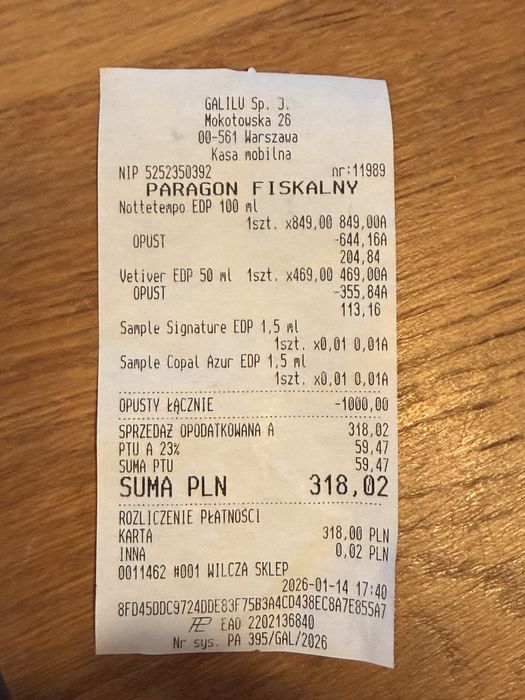 GALILU Sp. J.
Mokotowska 26
00-561 Warszawa
Kasa mobilna
NIP 5252350392 nr:11989
PARAGON FISKALNY
Nottetempo EDP 100 ml
1szt. x849,00 849,00A
OPUST -644,16A
204,84
Vetiver EDP 50 ml 1szt. x469,00 469,00A
OPUST -355,84A
113,16
Sample Signature EDP 1,5 ml
1szt. x0,01 0,01A
Sample Copal Azur EDP 1,5 ml
1szt. x0,01 0,01A
OPUSTY ŁĄCZNIE -1000,00
SPRZEDAŻ OPODATKOWANA A 318,02
PTU A 23% 59,47
SUMA PTU 59,47
SUMA PLN 318,02
ROZLICZENIE PŁATNOŚCI
KARTA 318,00 PLN
INNA 0,02 PLN
0011462 #001 WILCZA SKLEP
2026-01-14 17:40
8FD45DDC9724DDE83F75B3A4CD438EC8A7E855A7
EAO 2202136840
Nr sys. PA 395/GAL/2026